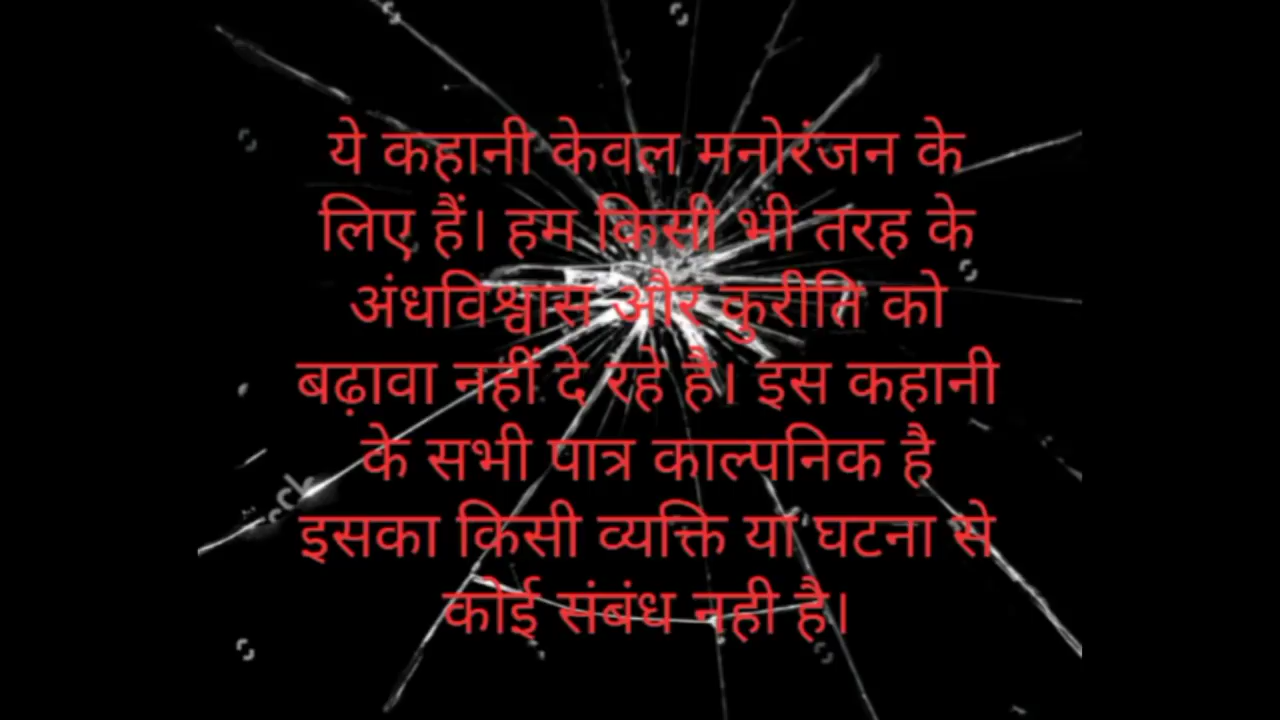 ये कहानी केवल मनोरंजन के
लिए हैं। हम किसी भी तरह के
अंधविश्वास और कुरीति को
बढ़ावा नहीं दे रहे हैं। इस कहानी
के सभी पात्र काल्पनिक है
इसका किसी व्यक्ति या घटना से
कोई संबंध नही है।